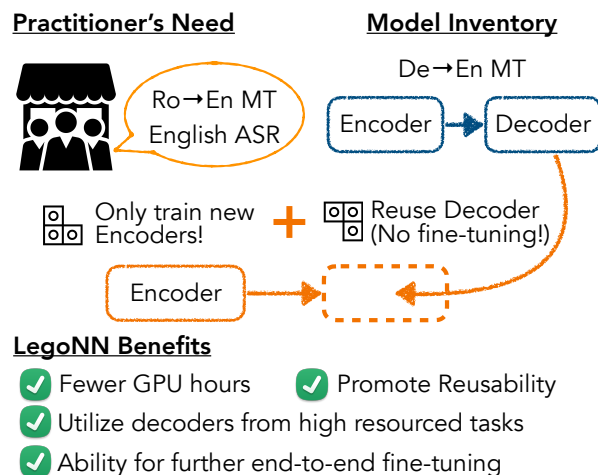 Practitioner's Need
Model Inventory
Ro→En MT
English ASR
De→En MT
Encoder
Decoder
Only train new
Encoders!
+
Reuse Decoder
(No fine-tuning!)
Encoder
LegoNN Benefits
Fewer GPU hours
Promote Reusability
Utilize decoders from high resourced tasks
Ability for further end-to-end fine-tuning